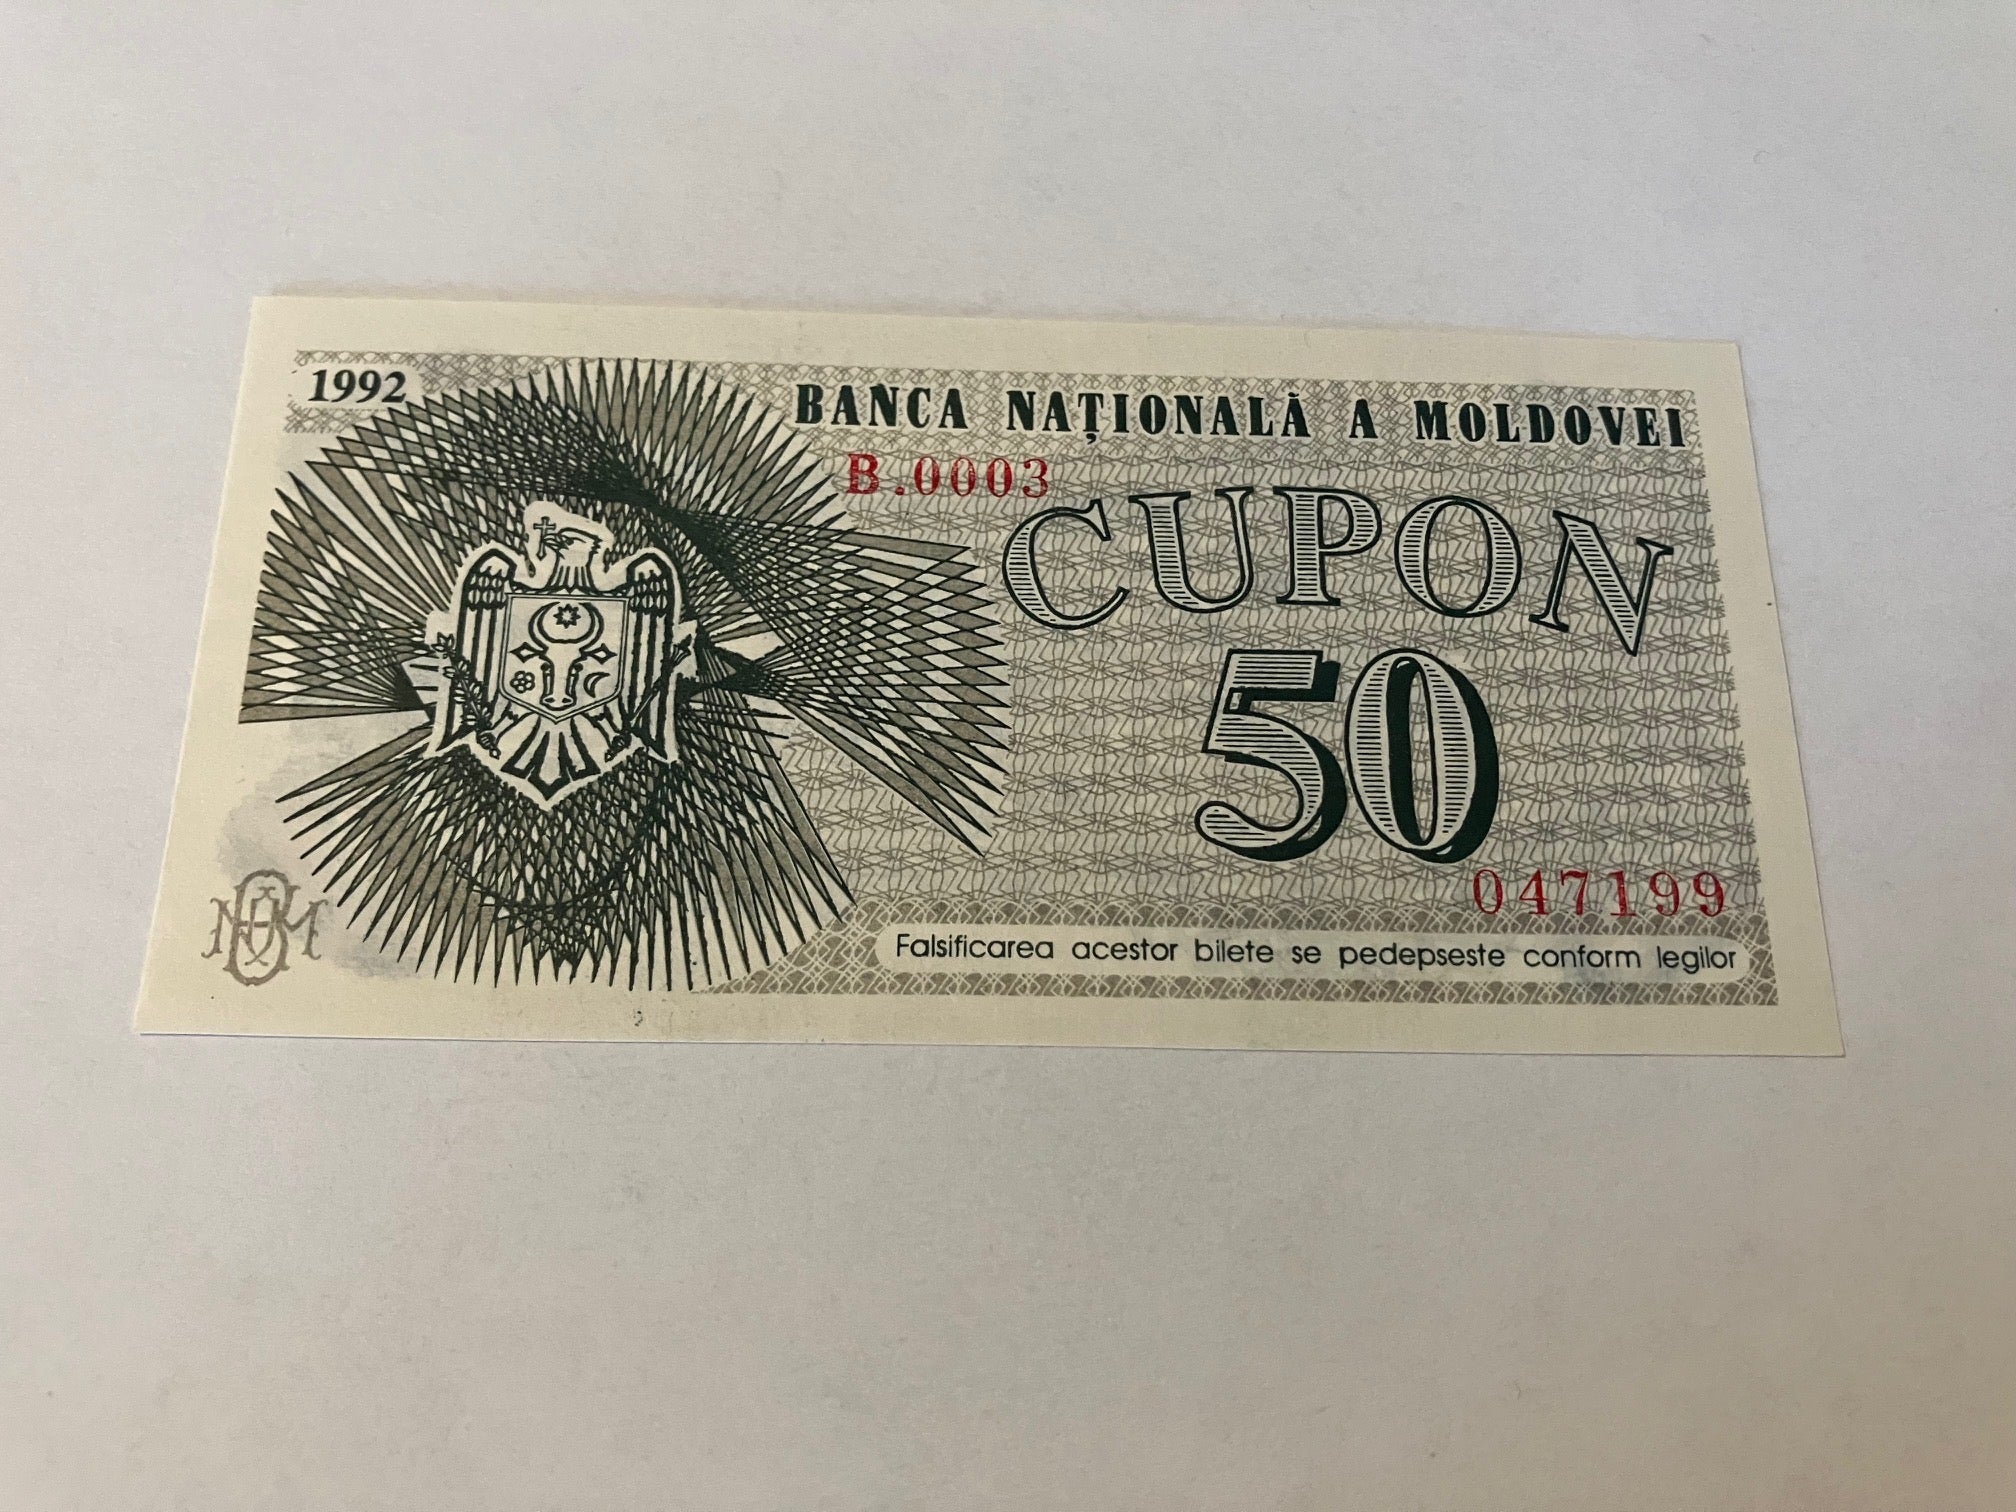 1992
BANCA NAȚIONALĂ A MOLDOVEI
B.0003
CUPON
50
047199
Falsificarea acestor bilete se pedepseste conform legilor